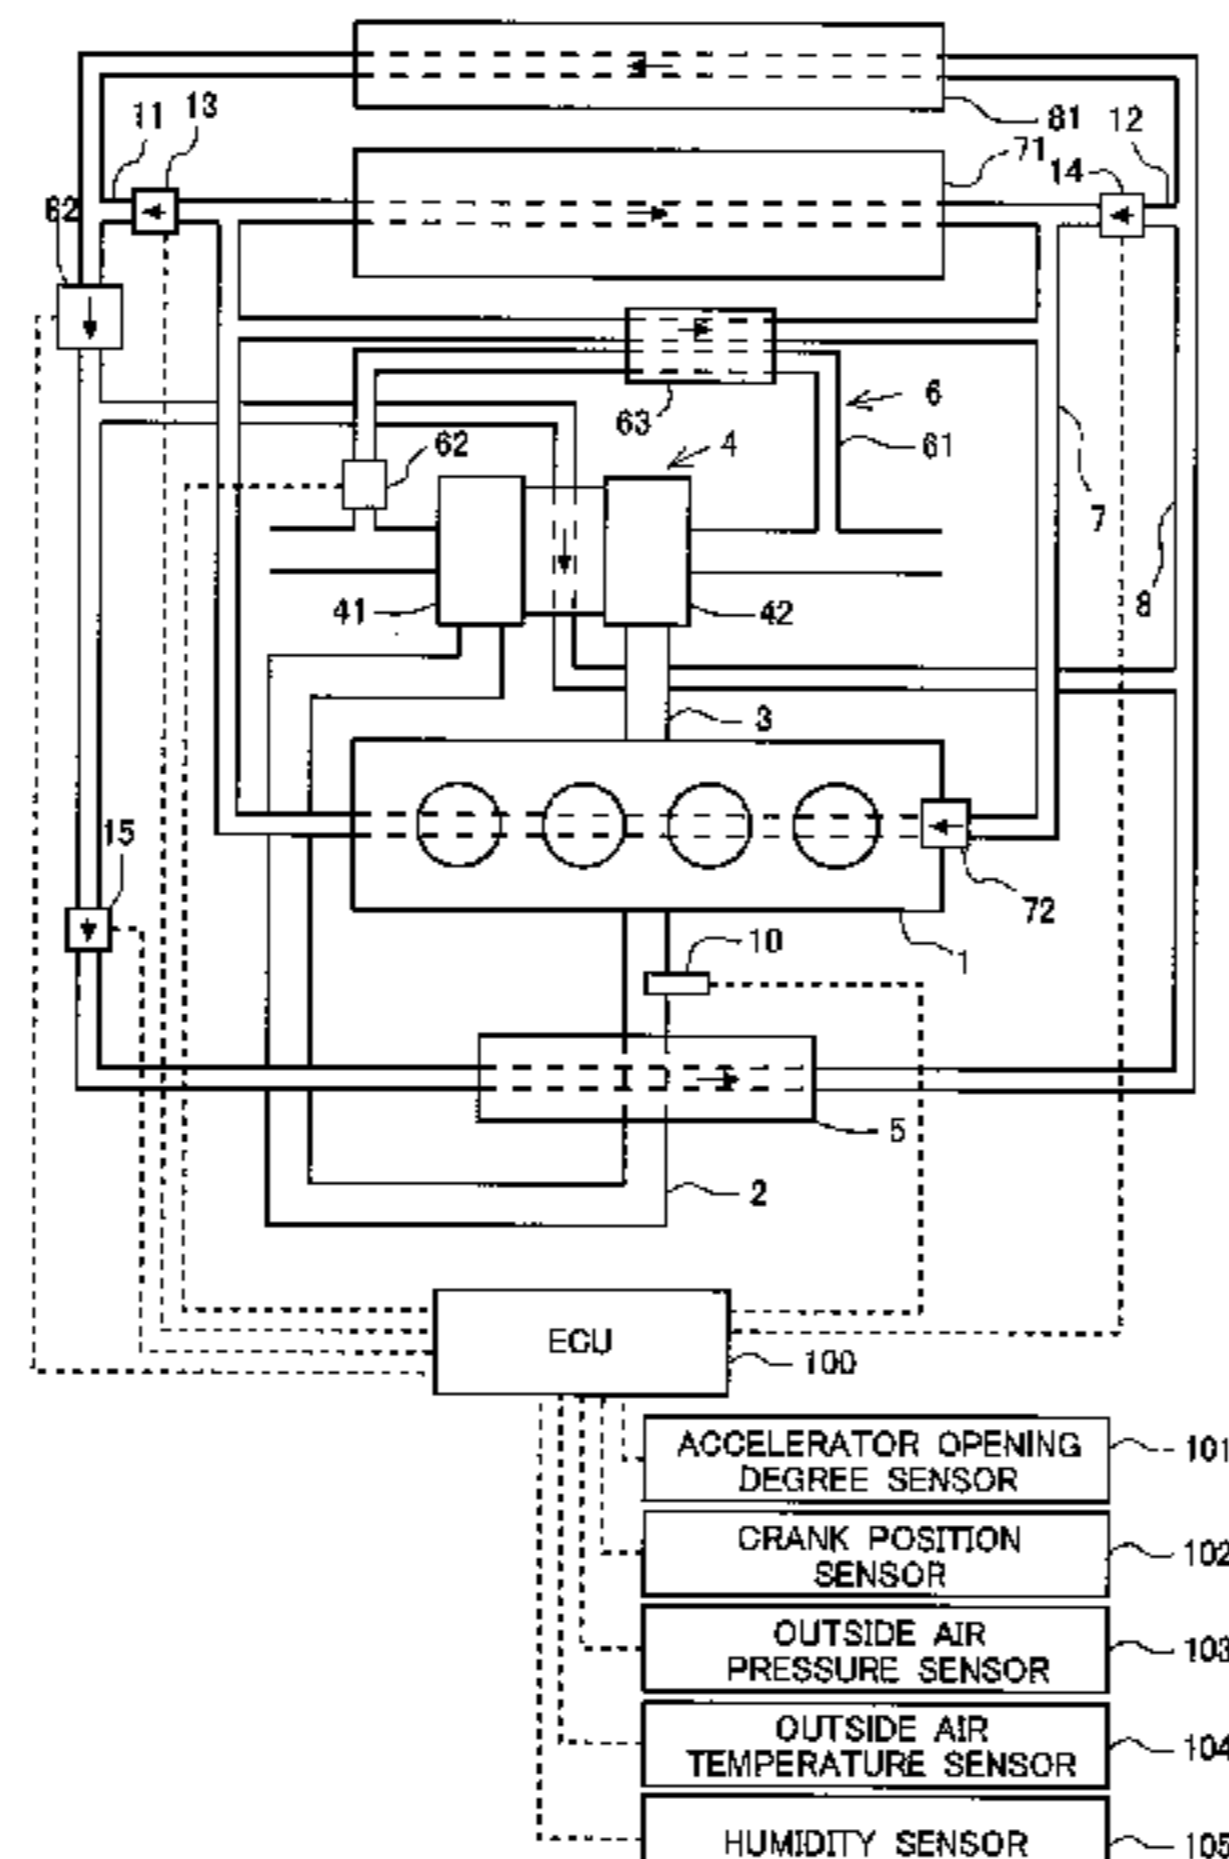 81
12
11
13
71
14
62
63
6
61
62
4
7
8
41
42
3
15
72
1
10
5
2
ECU
100
ACCELERATOR OPENING
DEGREE SENSOR
101
CRANK POSITION
SENSOR
102
OUTSIDE AIR
PRESSURE SENSOR
103
OUTSIDE AIR
TEMPERATURE SENSOR
104
HUMIDITY SENSOR
105